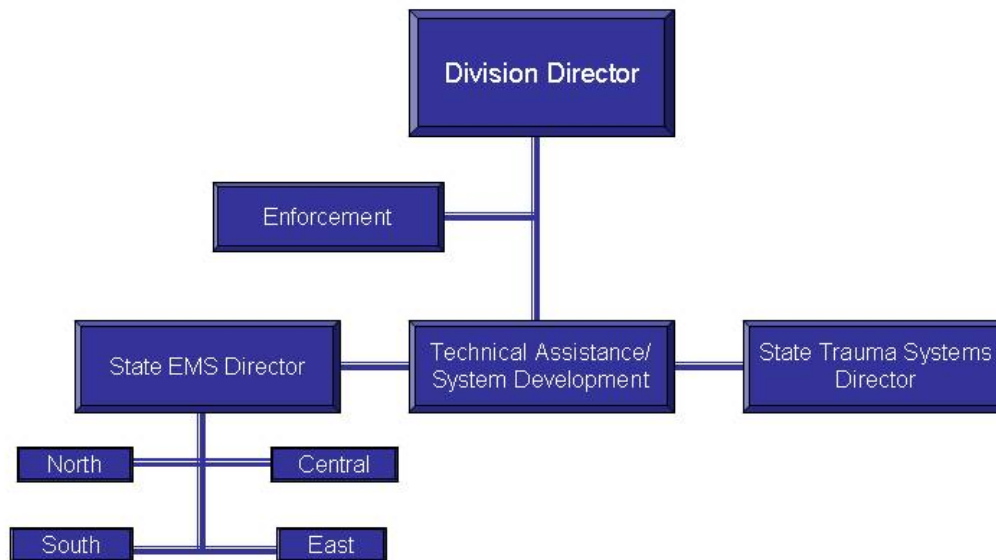 Division Director
Enforcement
State EMS Director
Technical Assistance/
System Development
State Trauma Systems
Director
North
Central
South
East